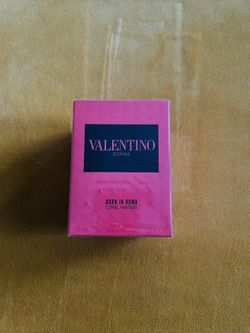 VALENTINO
DONNA
BORN IN ROMA
CORAL FANTASY